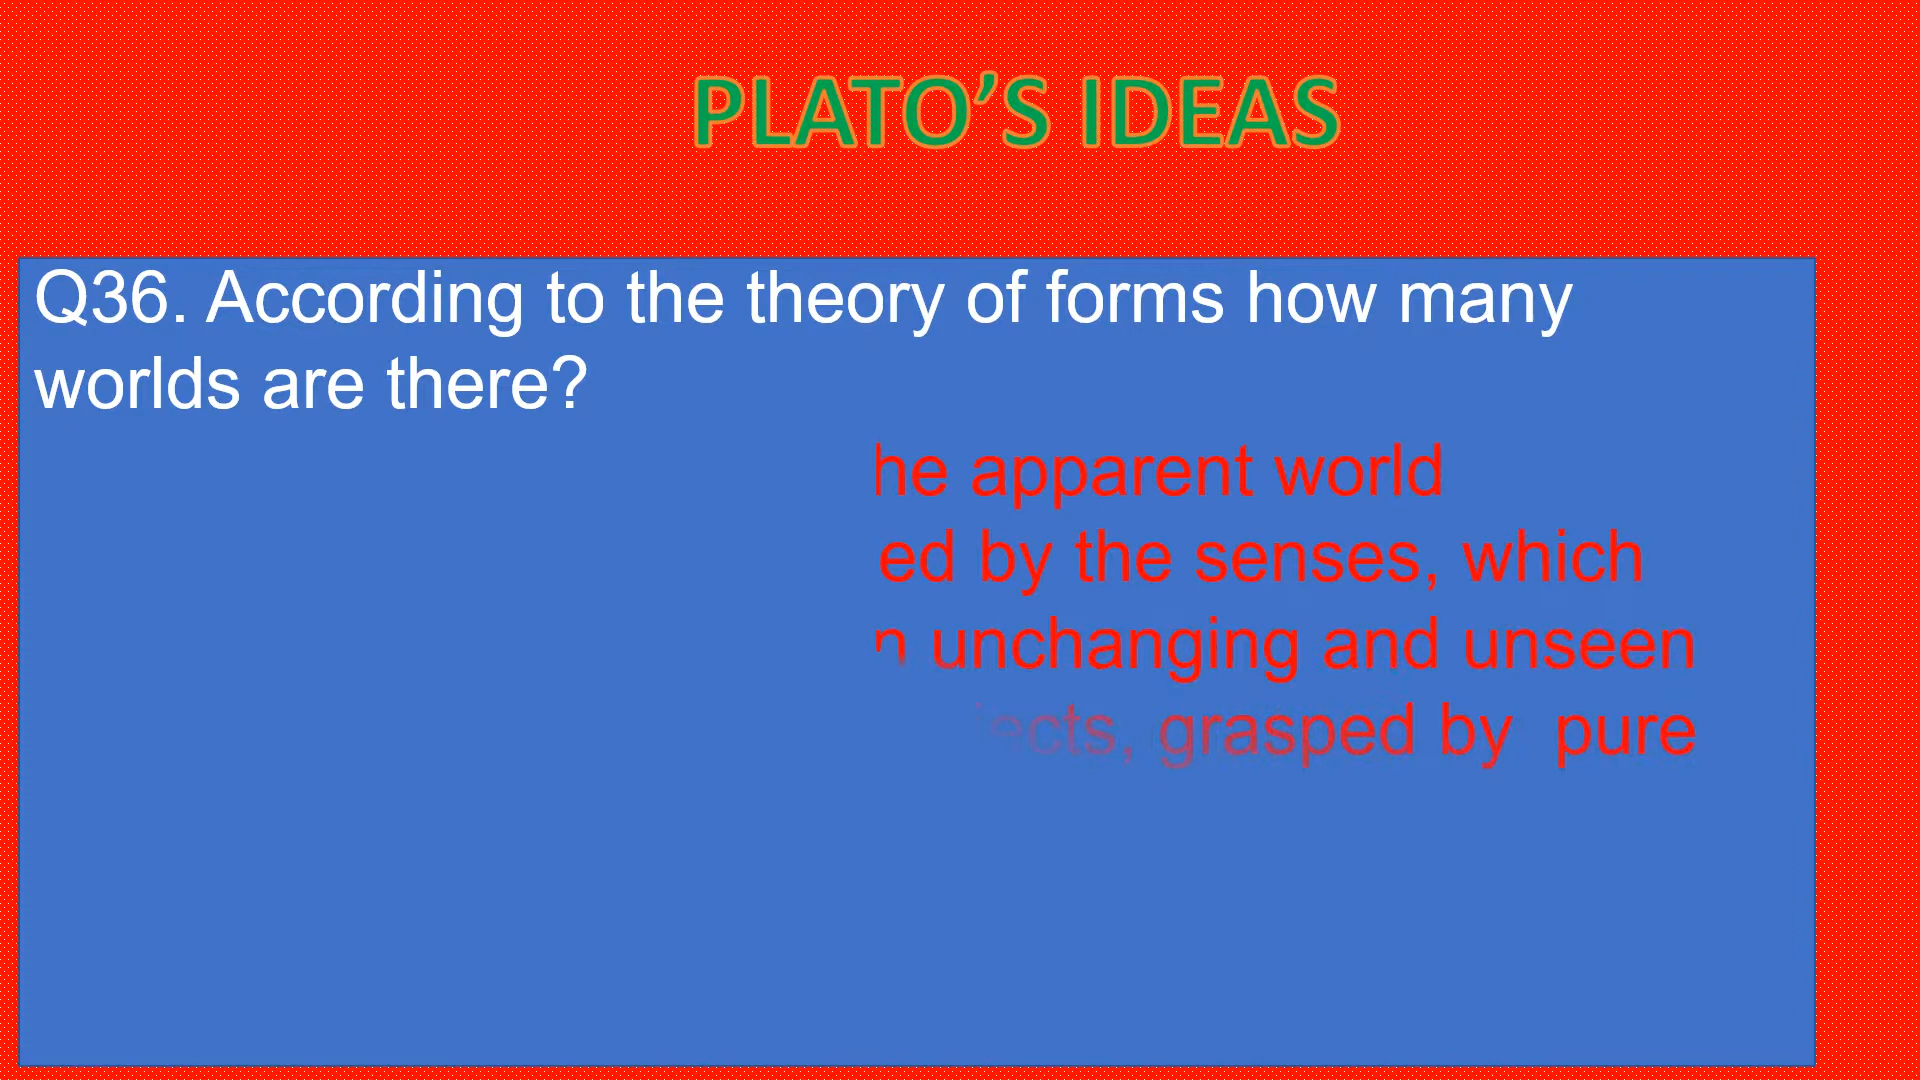 PLATO’S IDEAS
Q36. According to the theory of forms how many
worlds are there?
he apparent world
ed by the senses, which
unchanging and unseen
grasped by pure